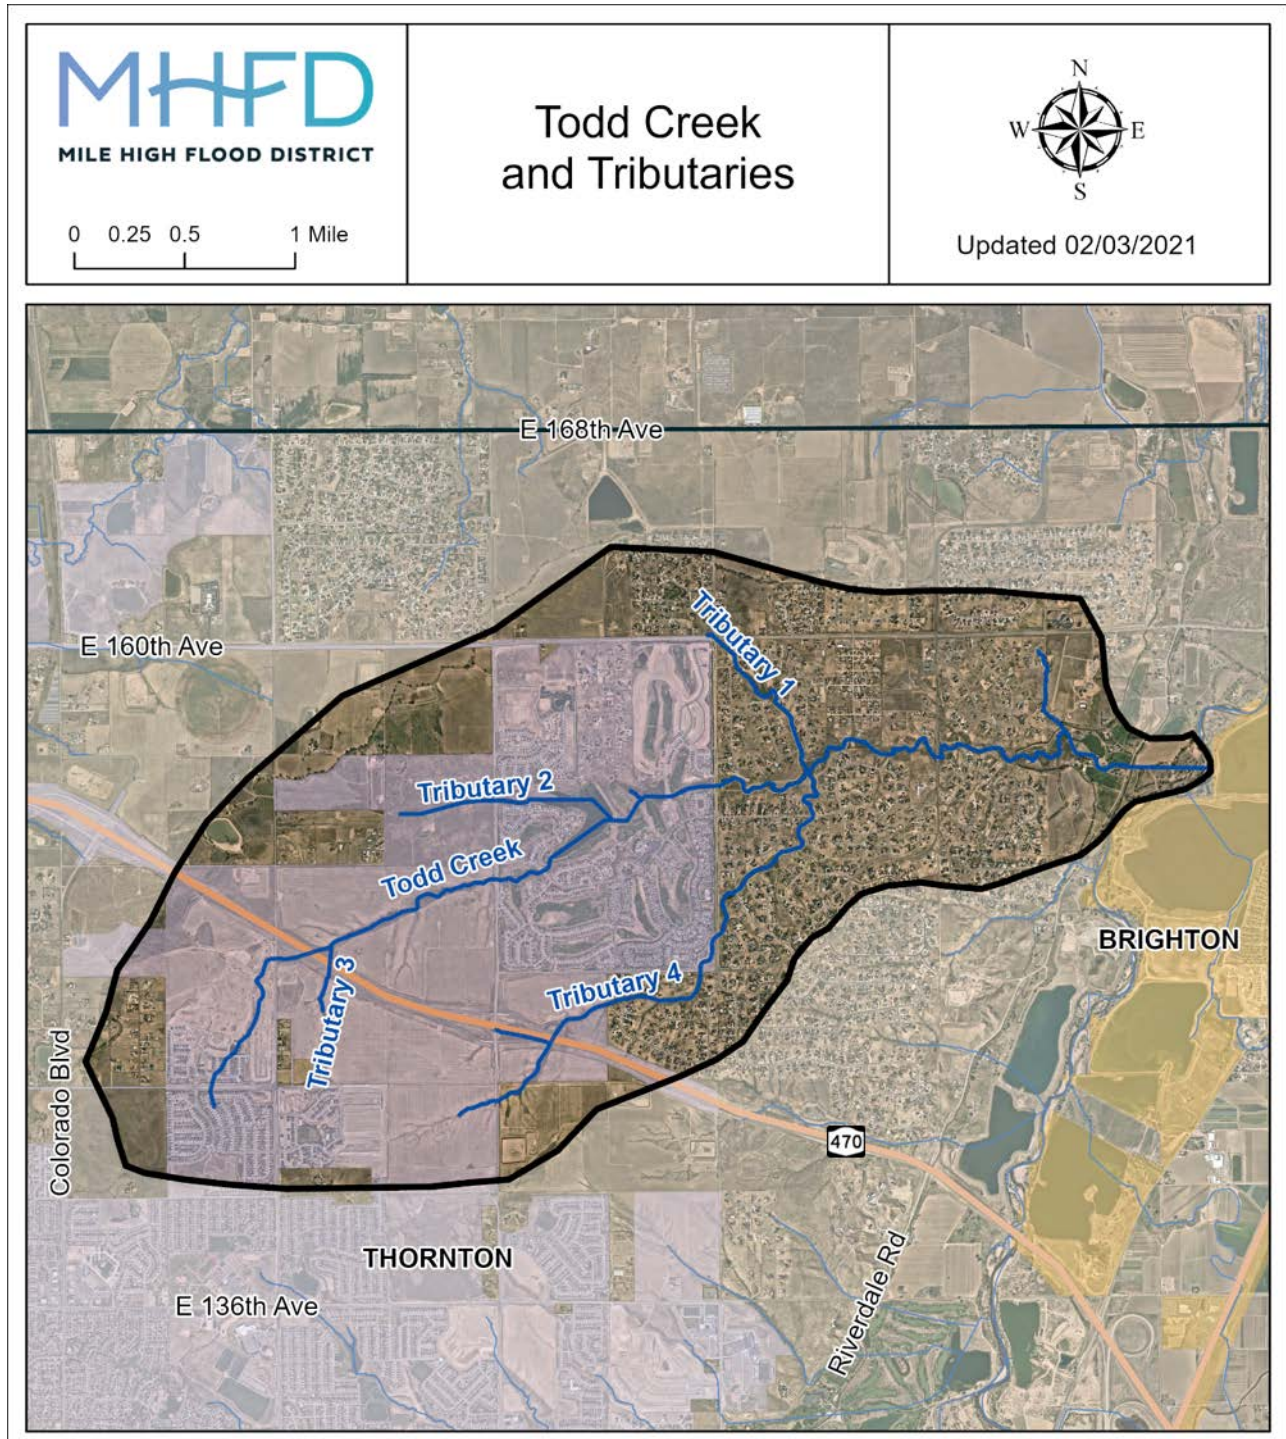 MHFD
MILE HIGH FLOOD DISTRICT
0 0.25 0.5 1 Mile
Todd Creek
and Tributaries
N
W E
S
Updated 02/03/2021
E 168th Ave
Tributary 1
E 160th Ave
Tributary 2
Todd Creek
BRIGHTON
Tributary 3
Tributary 4
Colorado Blvd
470
THORNTON
Riverdale Rd
E 136th Ave